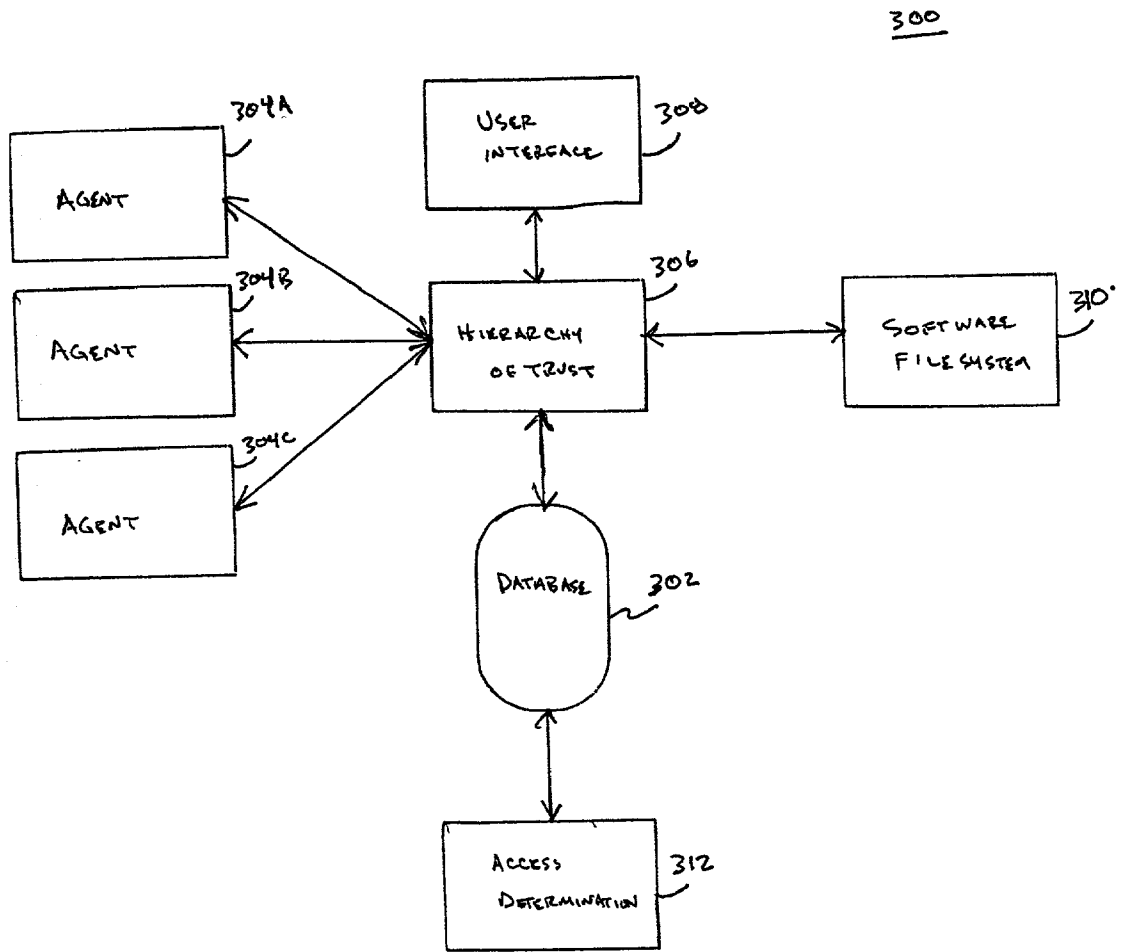 300
304A
AGENT
USER
INTERFACE
308
304B
AGENT
HIERARCHY
OF TRUST
306
SOFTWARE
FILESYSTEM
310
304C
AGENT
DATABASE
302
ACCESS
DETERMINATION
312